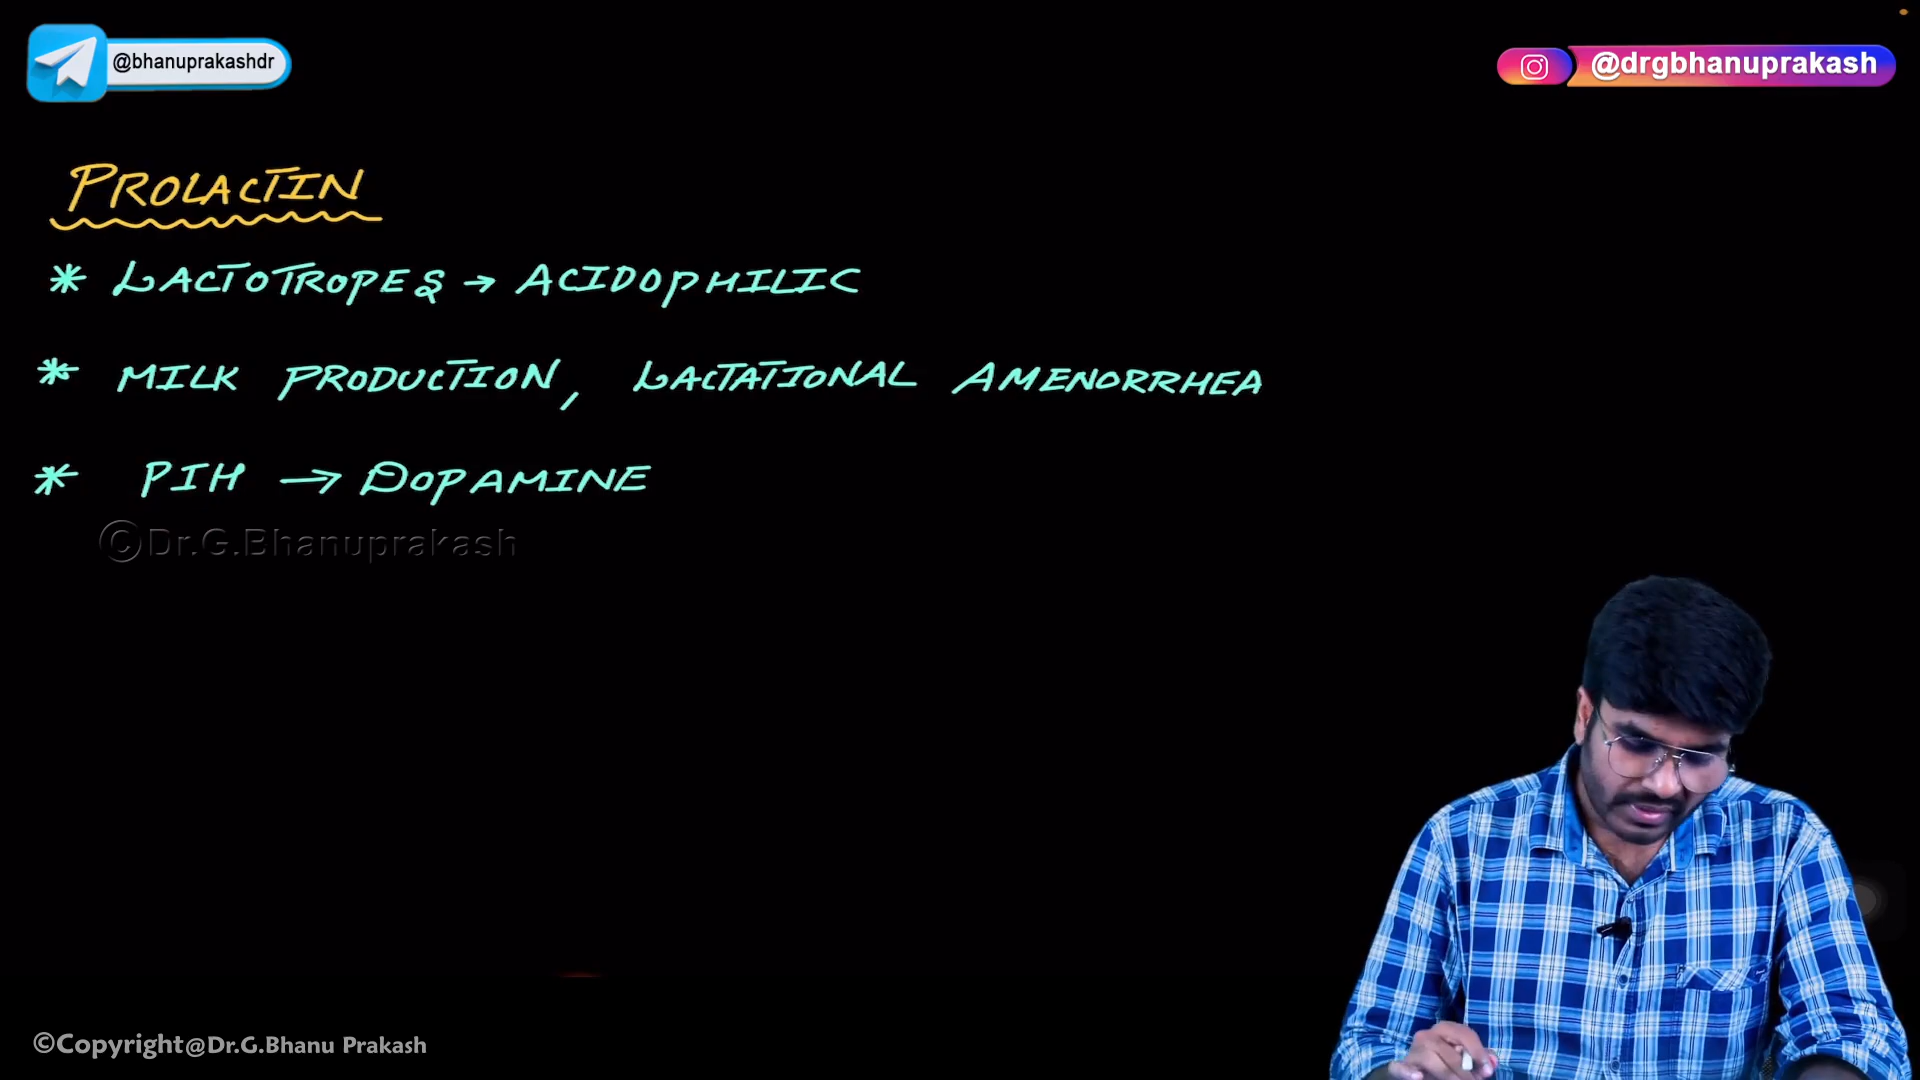 @bhanuprakashdr
@drgbhanuprakash
PROLACTIN
* LACTOTROPES → ACIDOPHILIC
* MILK PRODUCTION, LACTATIONAL AMENORRHEA
* PIH → DOPAMINE
©Dr.G.Bhanuprakash
©Copyright@Dr.G.Bhanu Prakash